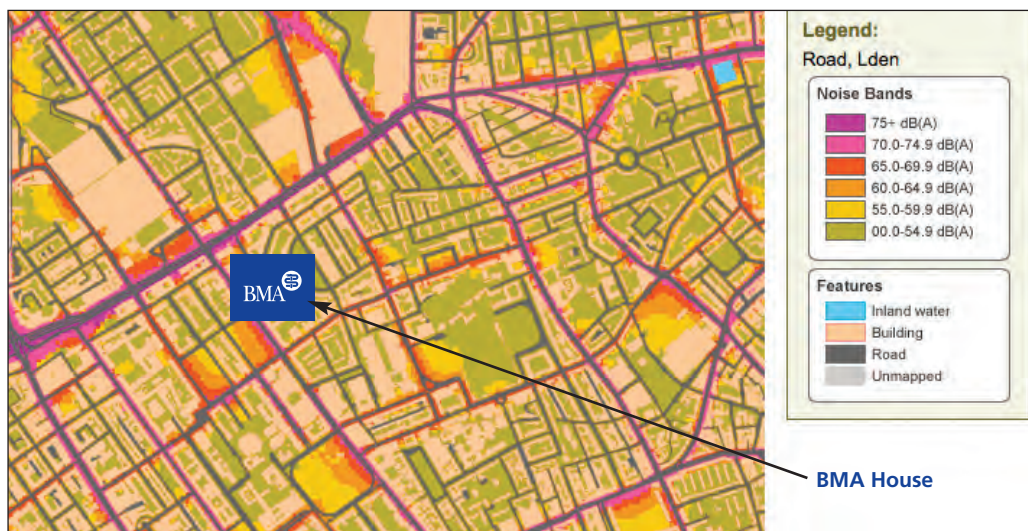 Legend:
Road, Lden
Noise Bands
75+ dB(A)
70.0-74.9 dB(A)
65.0-69.9 dB(A)
60.0-64.9 dB(A)
55.0-59.9 dB(A)
00.0-54.9 dB(A)
Features
Inland water
Building
Road
Unmapped
BMA
BMA House